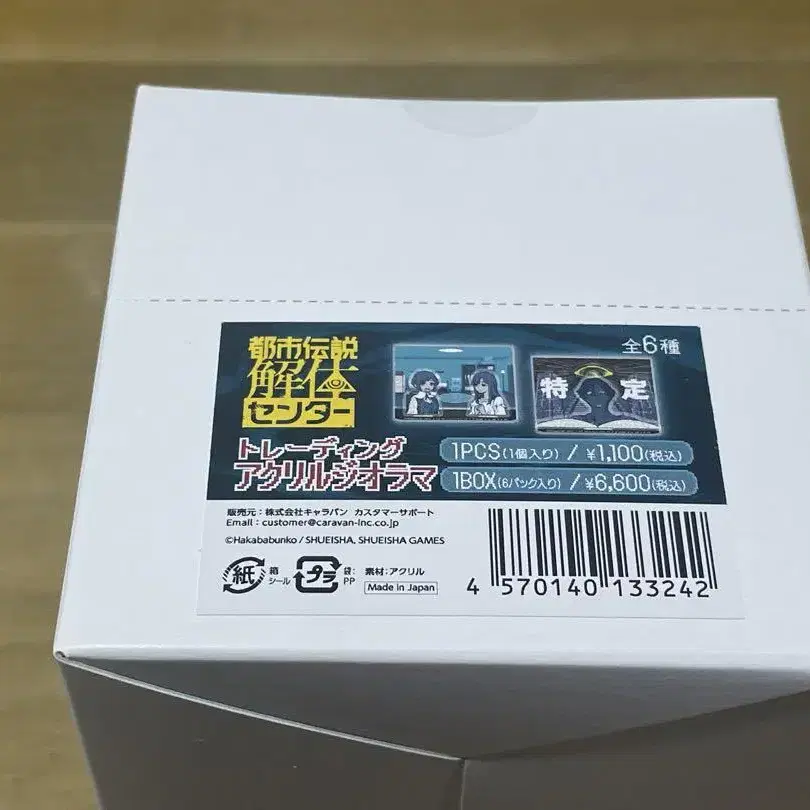 都市伝説
解体
センター
全6種
特定
トレーディング
アクリルジオラマ
1PCS(1個入り) / ¥1,100(税込)
1BOX(6パック入り) / ¥6,600(税込)
販売元：株式会社キャラバン カスタマーサポート
Email：customer@caravan-inc.co.jp
©Hakababunko / SHUEISHA, SHUEISHA GAMES
紙 箱 シール プラ 袋：PP 素材：アクリル
Made in Japan
4 570140 133242